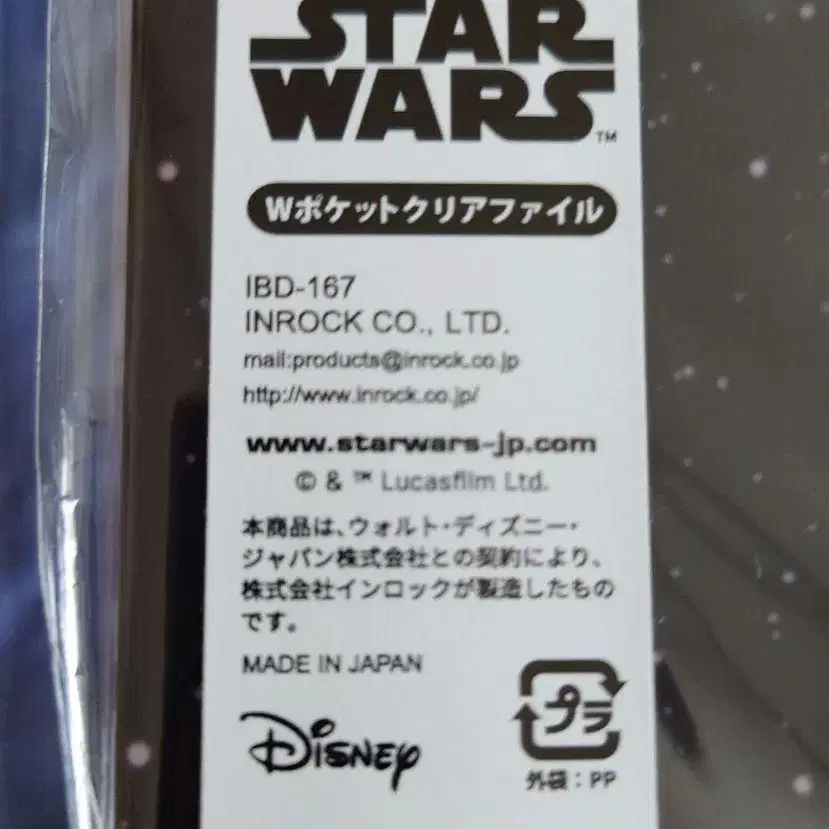 STAR
WARS
TM
Wポケットクリアファイル
IBD-167
INROCK CO., LTD.
mail:products@inrock.co.jp
http://www.inrock.co.jp/
www.starwars-jp.com
© & ™ Lucasfilm Ltd.
本商品は、ウォルト・ディズニー・
ジャパン株式会社との契約により、
株式会社インロックが製造したもの
です。
MADE IN JAPAN
Disney
プラ
外袋：PP